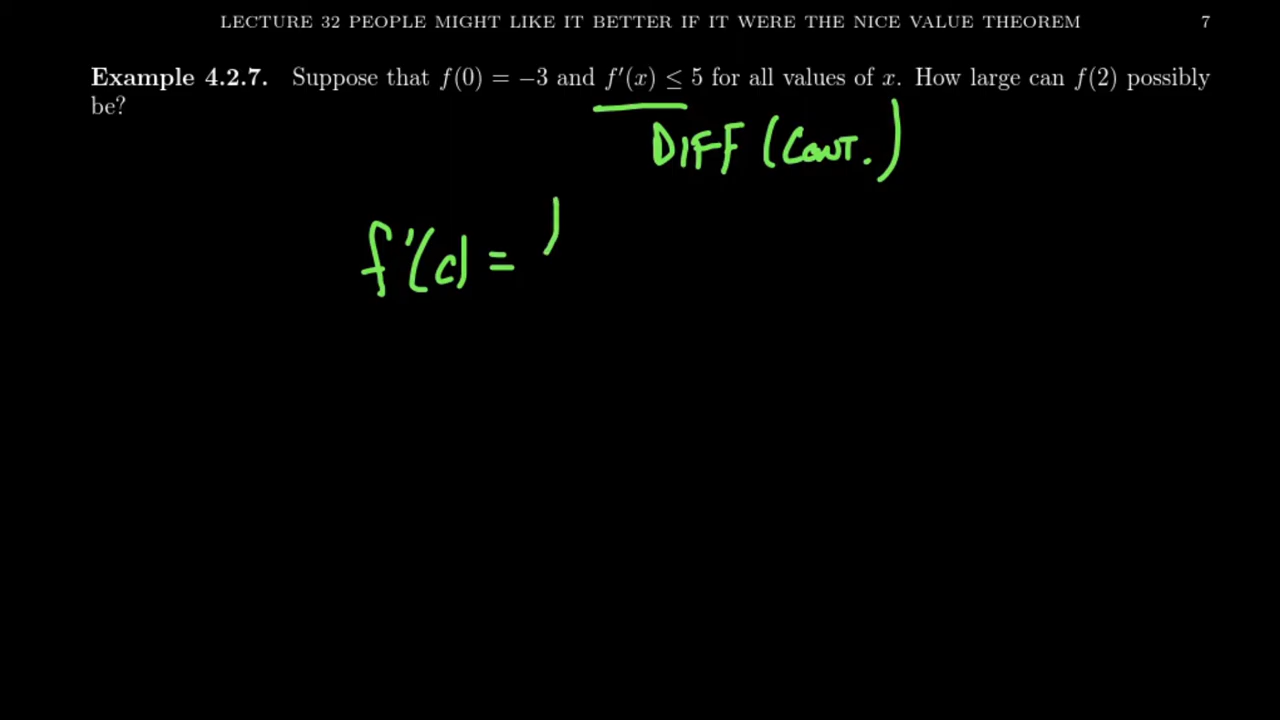 LECTURE 32 PEOPLE MIGHT LIKE IT BETTER IF IT WERE THE NICE VALUE THEOREM 7
Example 4.2.7. Suppose that f(0) = −3 and f′(x) ≤ 5 for all values of x. How large can f(2) possibly
be?
DIFF (CONT.)
f'(c) =